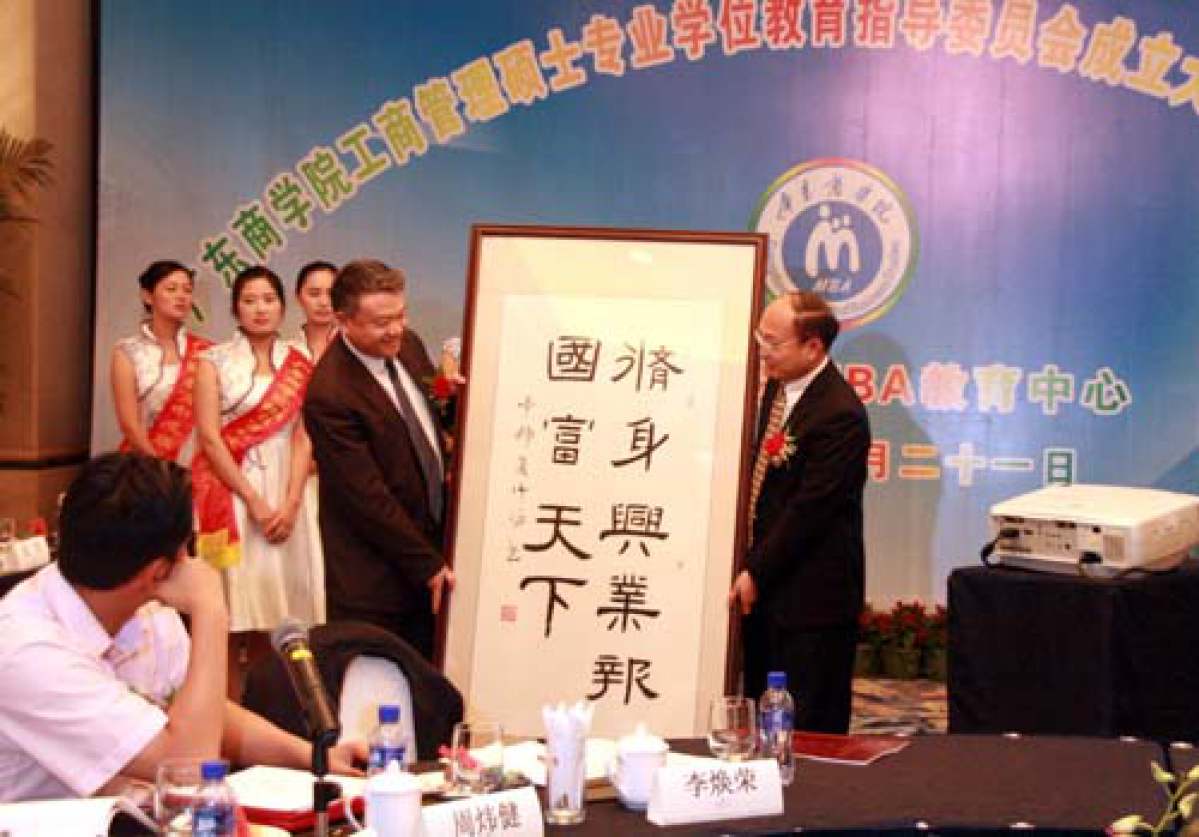 东商学院工商管理硕士专业学位教育指导委员会成立大
MBA
BA教育中心
月二十一日
脩身興業報
國富天下
李焕荣
周炜健